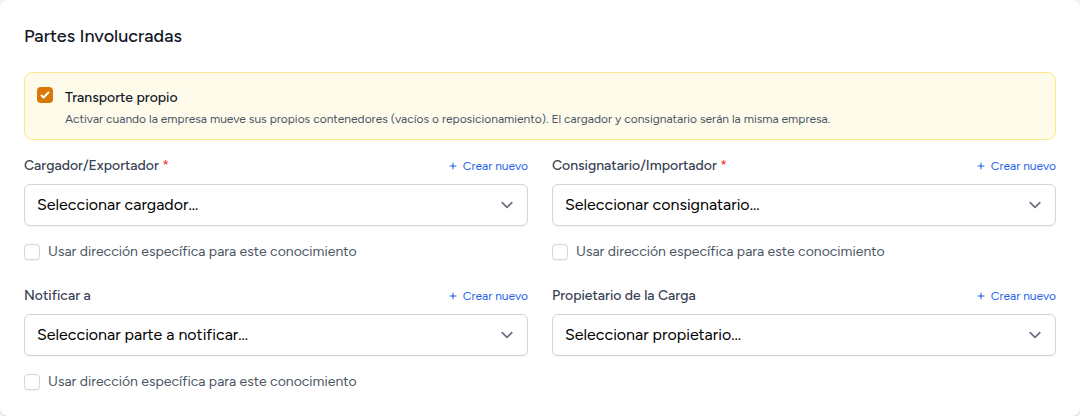 Partes Involucradas
Transporte propio
Activar cuando la empresa mueve sus propios contenedores (vacíos o reposicionamiento). El cargador y consignatario serán la misma empresa.
Cargador/Exportador * + Crear nuevo
Consignatario/Importador * + Crear nuevo
Seleccionar cargador...
Seleccionar consignatario...
Usar dirección específica para este conocimiento
Usar dirección específica para este conocimiento
Notificar a + Crear nuevo
Propietario de la Carga + Crear nuevo
Seleccionar parte a notificar...
Seleccionar propietario...
Usar dirección específica para este conocimiento